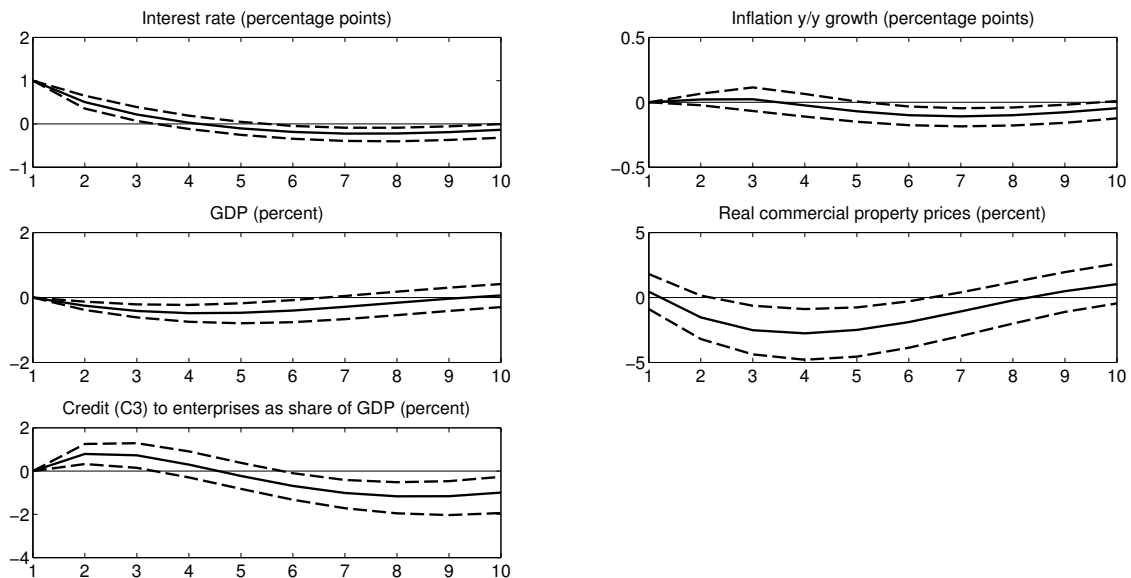 Interest rate (percentage points)
2
1
0
−1
1 2 3 4 5 6 7 8 9 10
Inflation y/y growth (percentage points)
0.5
0
−0.5
1 2 3 4 5 6 7 8 9 10
GDP (percent)
2
0
−2
1 2 3 4 5 6 7 8 9 10
Real commercial property prices (percent)
5
0
−5
1 2 3 4 5 6 7 8 9 10
Credit (C3) to enterprises as share of GDP (percent)
2
0
−2
−4
1 2 3 4 5 6 7 8 9 10